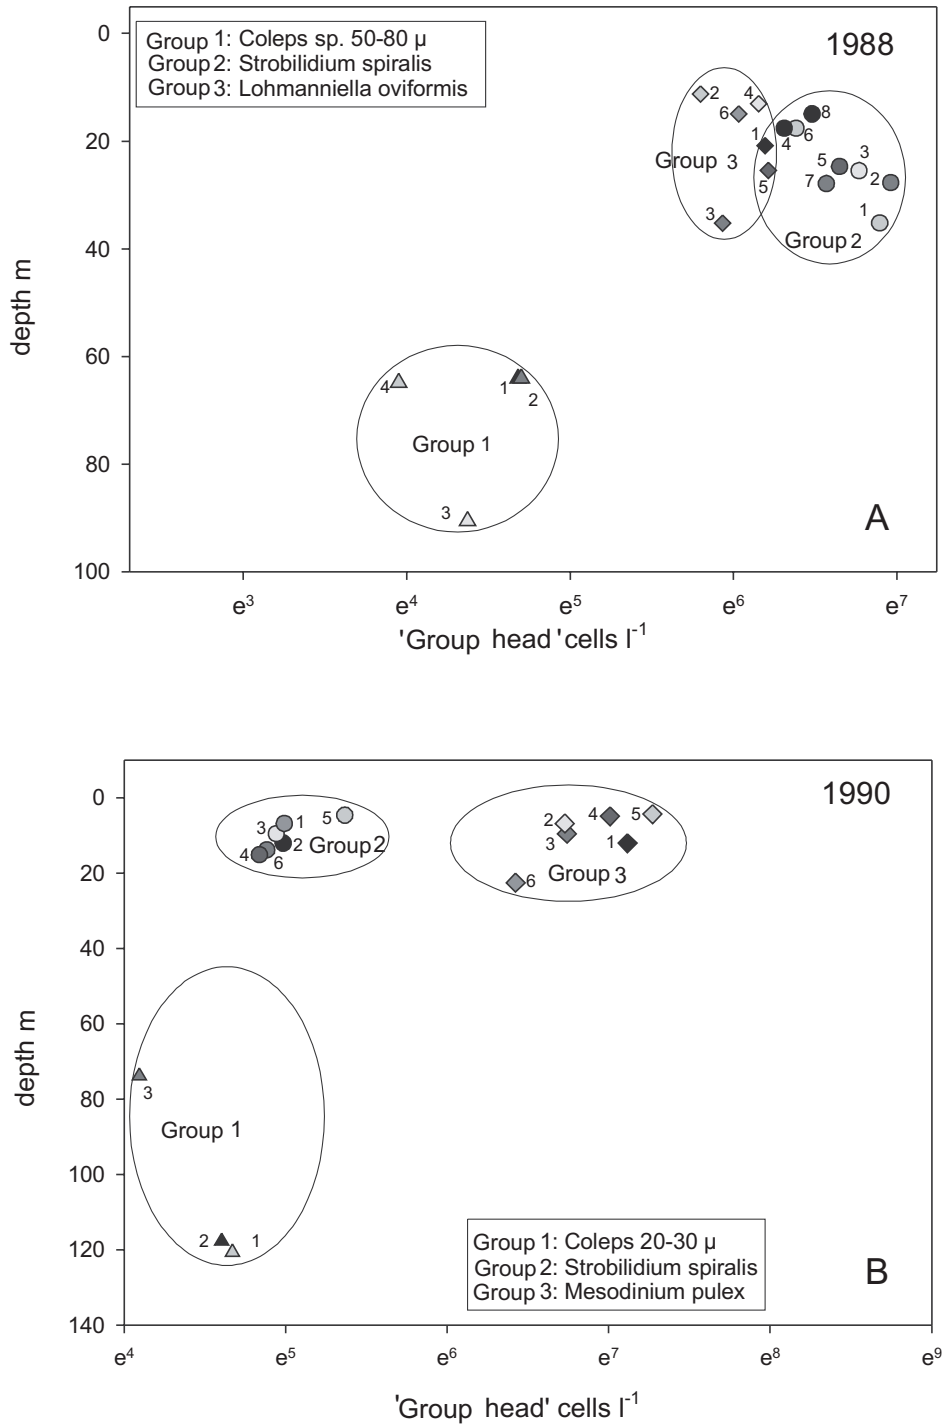 1988
Group 1: Coleps sp. 50-80 µ
Group 2: Strobilidium spiralis
Group 3: Lohmanniella oviformis
0
20
40
60
80
100
depth m
2
4
6
1
5
3
Group 3
8
4
6
5
3
7
2
1
Group 2
4
1
2
Group 1
3
A
e³
e⁴
e⁵
e⁶
e⁷
'Group head' cells l⁻¹
1990
0
20
40
60
80
100
120
140
depth m
1
5
3
2
4
6
Group 2
2
4
5
3
1
6
Group 3
3
Group 1
2
1
Group 1: Coleps 20-30 µ
Group 2: Strobilidium spiralis
Group 3: Mesodinium pulex
B
e⁴
e⁵
e⁶
e⁷
e⁸
e⁹
'Group head' cells l⁻¹